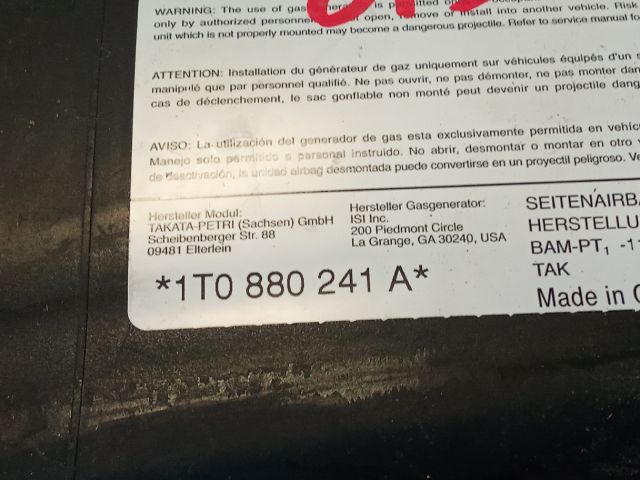 WARNING: The use of gas is permitted
only by authorized personnel open, remove or install into another vehicle. Risk
unit which is not properly mounted may become a dangerous projectile. Refer to service manual
ATTENTION: Installation du générateur de gaz uniquement sur véhicules équipés d'un
manipulé que par personnel qualifié. Ne pas ouvrir, ne pas démonter, ne pas monter
cas de déclenchement, le sac gonflable non monté peut devenir un projectile
AVISO: La utilización del generador de gas esta exclusivamente permitida en
Manejo solo permitido a personal instruido. No abrir, desmontar o montar en otro
de desactivación, la unidad airbag desmontada puede convertirse en un proyectil peligroso.
Hersteller Modul:
TAKATA-PETRI (Sachsen) GmbH
Scheibenberger Str. 88
09481 Elterlein
Hersteller Gasgenerator:
ISI Inc.
200 Piedmont Circle
La Grange, GA 30240, USA
SEITENAIRB
HERSTELLU
BAM-PT₁ -1
TAK
Made in
*1T0 880 241 A*